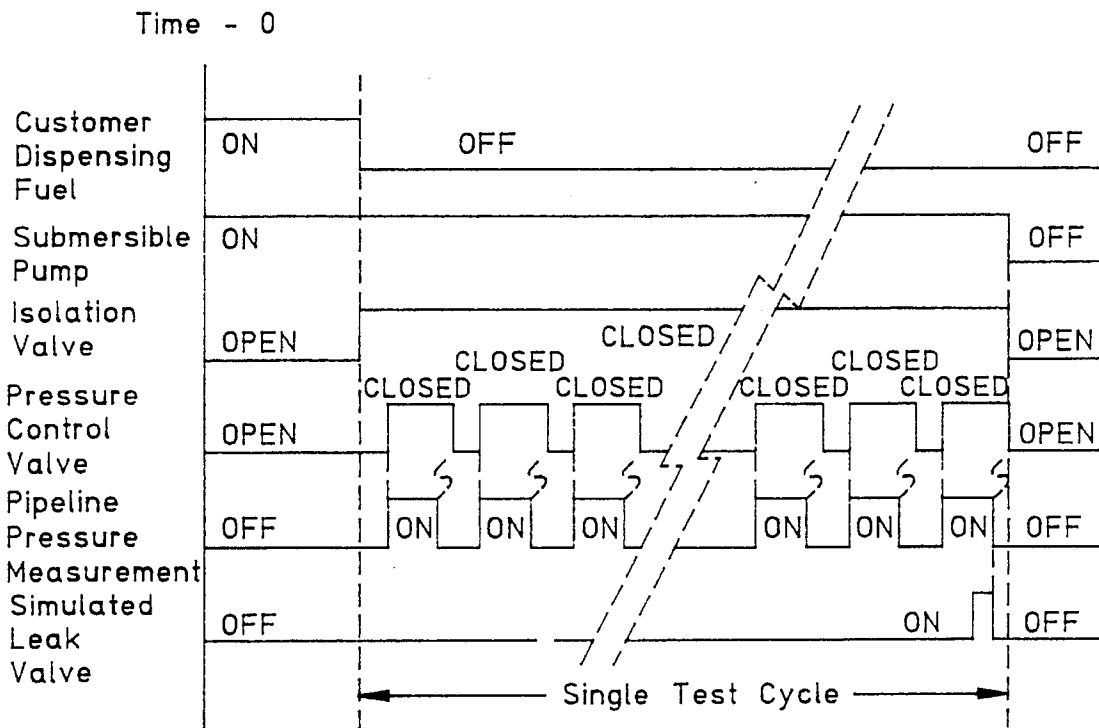 Time - 0
Customer
Dispensing
Fuel
ON
OFF
OFF
Submersible
Pump
ON
OFF
Isolation
Valve
OPEN
CLOSED
OPEN
CLOSED
CLOSED
Pressure
Control
Valve
OPEN
CLOSED
CLOSED
CLOSED
CLOSED
OPEN
Pipeline
Pressure
Measurement
OFF
ON
ON
ON
ON
ON
ON
OFF
Simulated
Leak
Valve
OFF
ON
OFF
Single Test Cycle